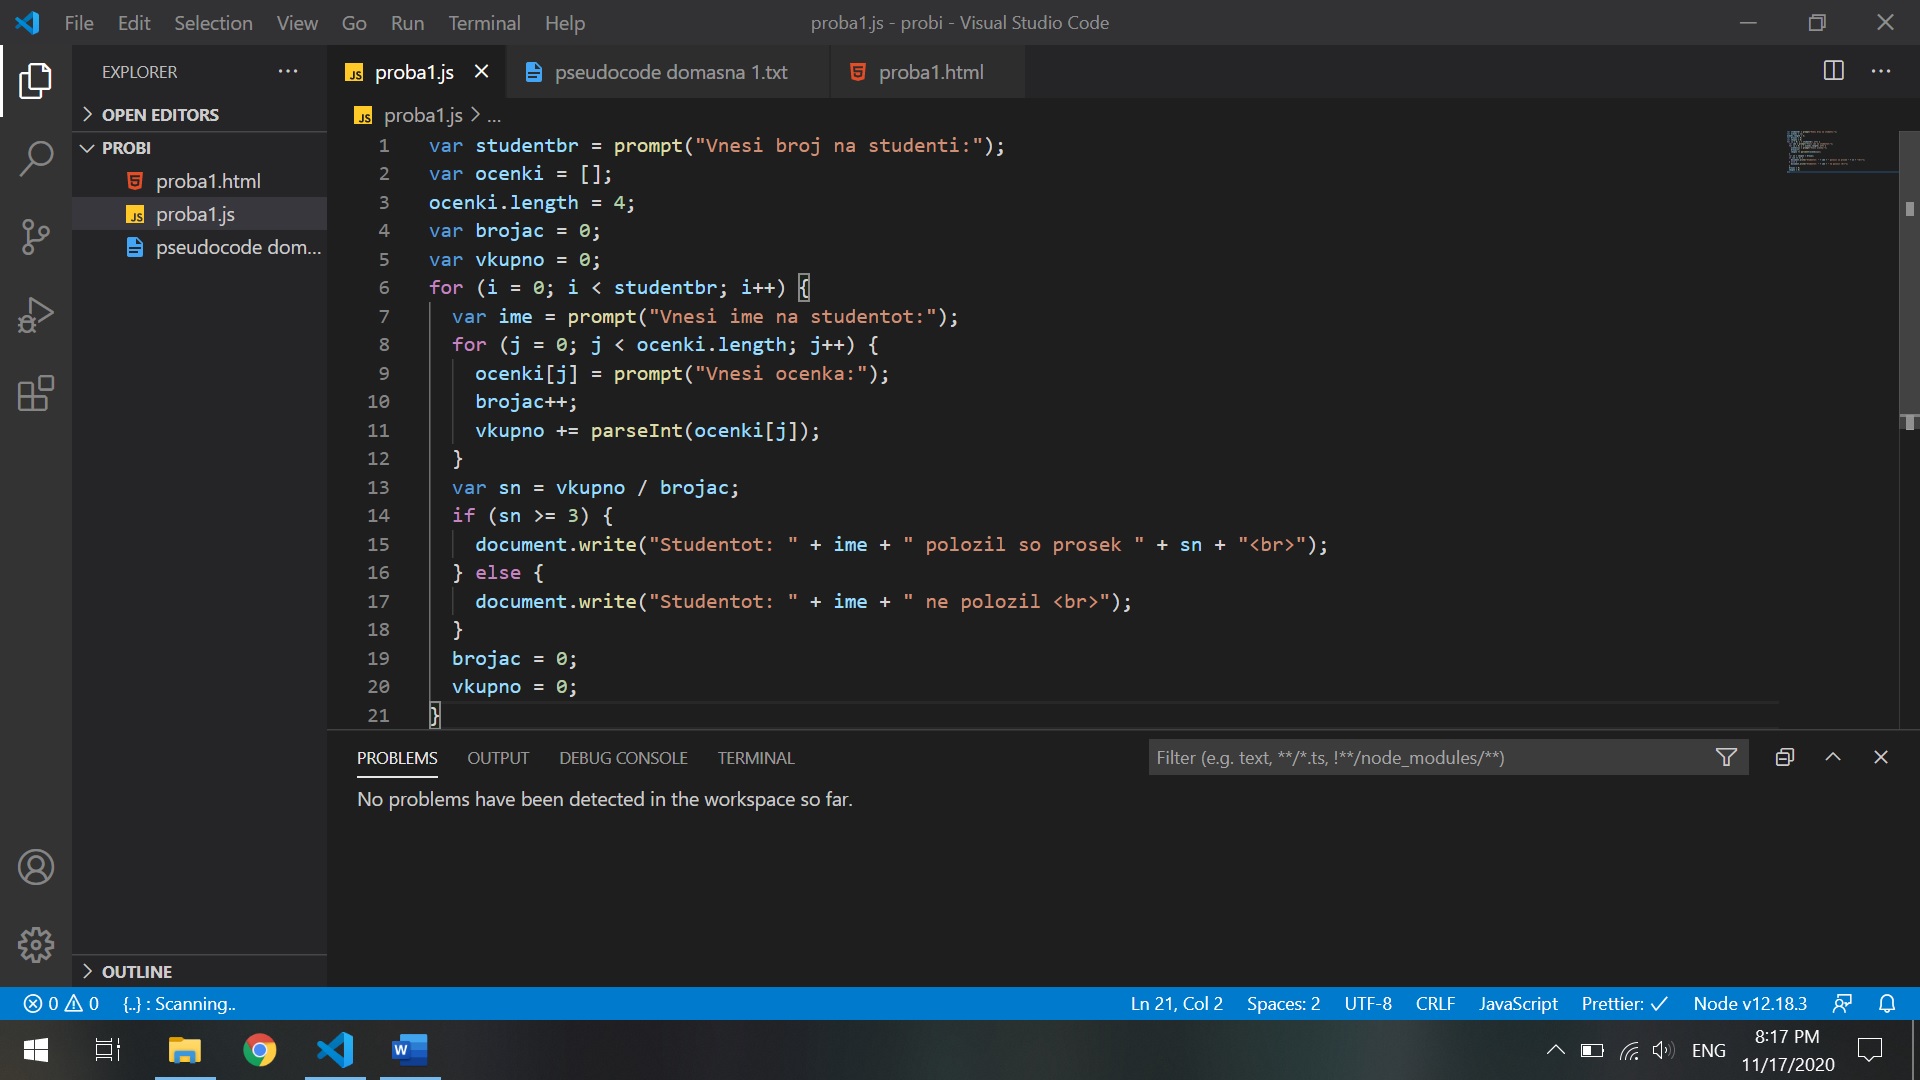 File Edit Selection View Go Run Terminal Help
proba1.js - probi - Visual Studio Code
EXPLORER
OPEN EDITORS
PROBI
proba1.html
proba1.js
pseudocode dom...
OUTLINE
JS proba1.js
pseudocode domasna 1.txt
proba1.html
JS proba1.js > ...
1 var studentbr = prompt("Vnesi broj na studenti:");
2 var ocenki = [];
3 ocenki.length = 4;
4 var brojac = 0;
5 var vkupno = 0;
6 for (i = 0; i < studentbr; i++) {
7 var ime = prompt("Vnesi ime na studentot:");
8 for (j = 0; j < ocenki.length; j++) {
9 ocenki[j] = prompt("Vnesi ocenka:");
10 brojac++;
11 vkupno += parseInt(ocenki[j]);
12 }
13 var sn = vkupno / brojac;
14 if (sn >= 3) {
15 document.write("Studentot: " + ime + " polozil so prosek " + sn + "<br>");
16 } else {
17 document.write("Studentot: " + ime + " ne polozil <br>");
18 }
19 brojac = 0;
20 vkupno = 0;
21 }
PROBLEMS OUTPUT DEBUG CONSOLE TERMINAL
Filter (e.g. text, **/*.ts, !**/node_modules/**)
No problems have been detected in the workspace so far.
0 0 {..} : Scanning..
Ln 21, Col 2 Spaces: 2 UTF-8 CRLF JavaScript Prettier: ✓ Node v12.18.3
W
ENG
8:17 PM
11/17/2020